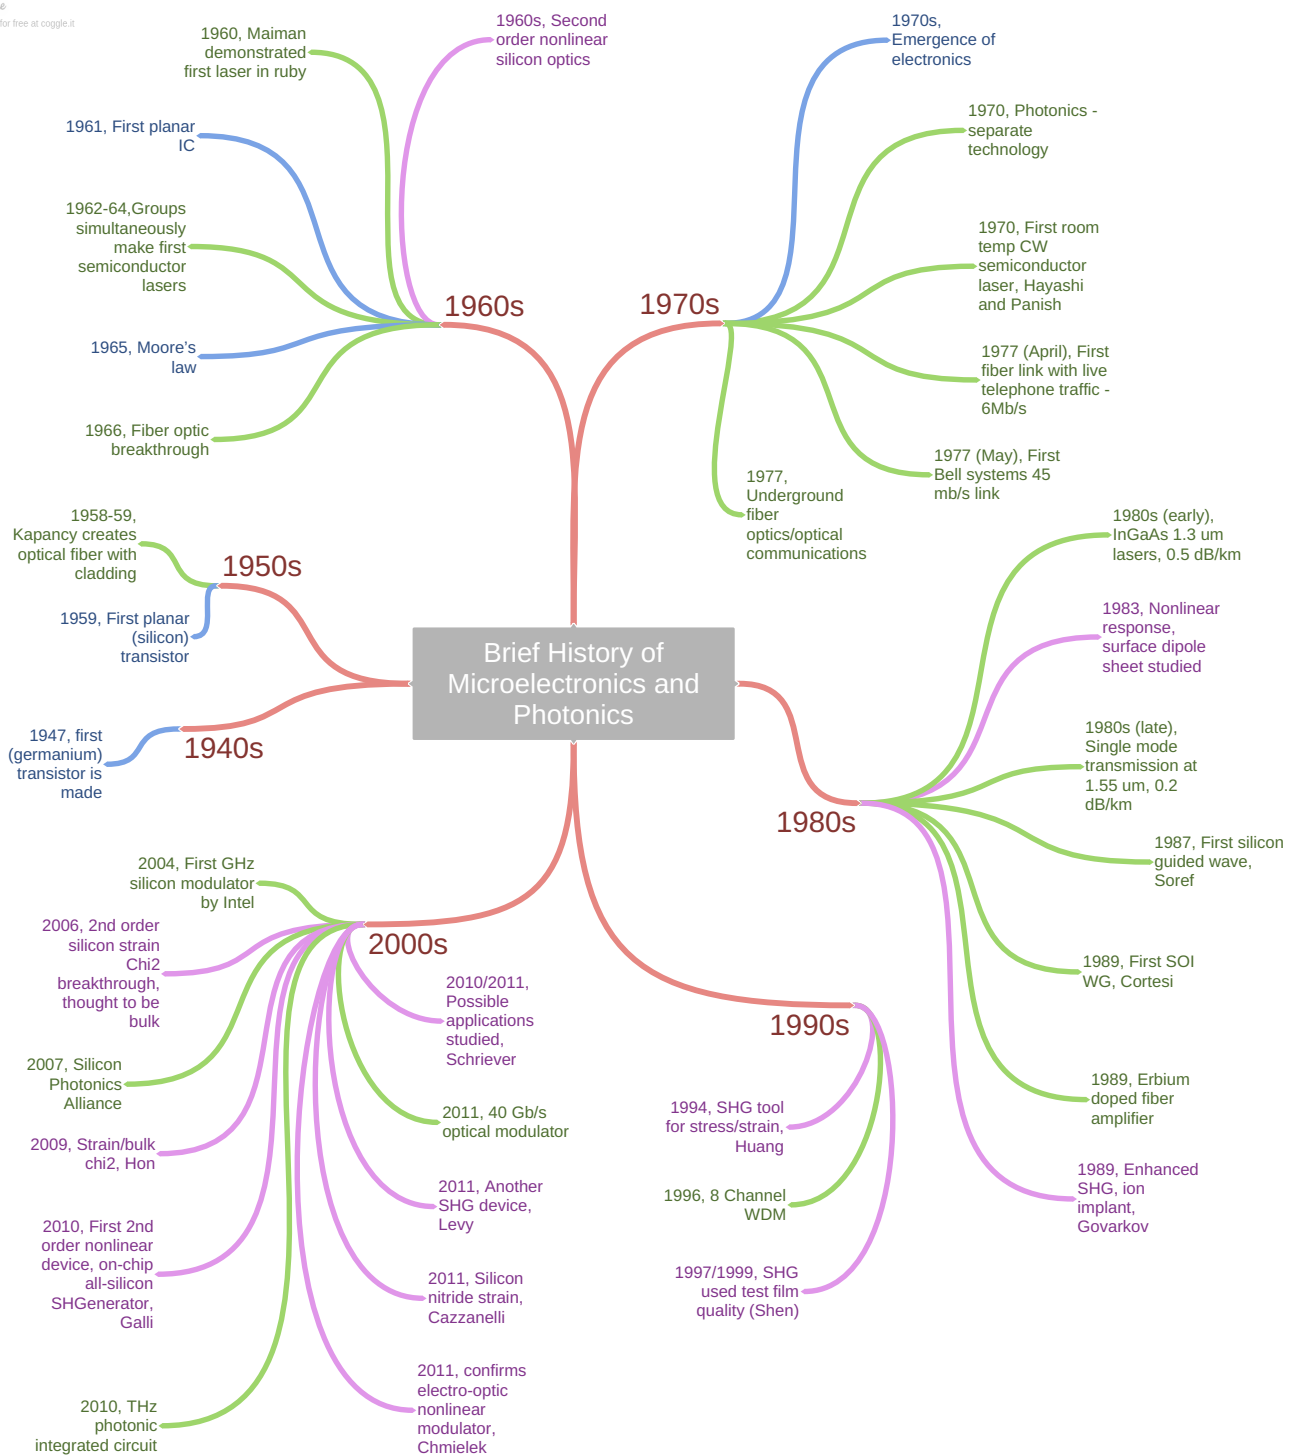 for free at coggle.it
1960, Maiman
demonstrated
first laser in ruby
1960s, Second
order nonlinear
silicon optics
1961, First planar
IC
1962-64,Groups
simultaneously
make first
semiconductor
lasers
1965, Moore's
law
1966, Fiber optic
breakthrough
1960s
1970s
1970s,
Emergence of
electronics
1970, Photonics -
separate
technology
1970, First room
temp CW
semiconductor
laser, Hayashi
and Panish
1977 (April), First
fiber link with live
telephone traffic -
6Mb/s
1977 (May), First
Bell systems 45
mb/s link
1977,
Underground
fiber
optics/optical
communications
1958-59,
Kapancy creates
optical fiber with
cladding
1950s
1959, First planar
(silicon)
transistor
1947, first
(germanium)
transistor is
made
1940s
Brief History of
Microelectronics and
Photonics
1980s (early),
InGaAs 1.3 um
lasers, 0.5 dB/km
1983, Nonlinear
response,
surface dipole
sheet studied
1980s (late),
Single mode
transmission at
1.55 um, 0.2
dB/km
1980s
1987, First silicon
guided wave,
Soref
1989, First SOI
WG, Cortesi
1989, Erbium
doped fiber
amplifier
1989, Enhanced
SHG, ion
implant,
Govarkov
2004, First GHz
silicon modulator
by Intel
2000s
2006, 2nd order
silicon strain
Chi2
breakthrough,
thought to be
bulk
2007, Silicon
Photonics
Alliance
2009, Strain/bulk
chi2, Hon
2010, First 2nd
order nonlinear
device, on-chip
all-silicon
SHGenerator,
Galli
2010, THz
photonic
integrated circuit
2010/2011,
Possible
applications
studied,
Schriever
2011, 40 Gb/s
optical modulator
2011, Another
SHG device,
Levy
2011, Silicon
nitride strain,
Cazzanelli
2011, confirms
electro-optic
nonlinear
modulator,
Chmielek
1990s
1994, SHG tool
for stress/strain,
Huang
1996, 8 Channel
WDM
1997/1999, SHG
used test film
quality (Shen)